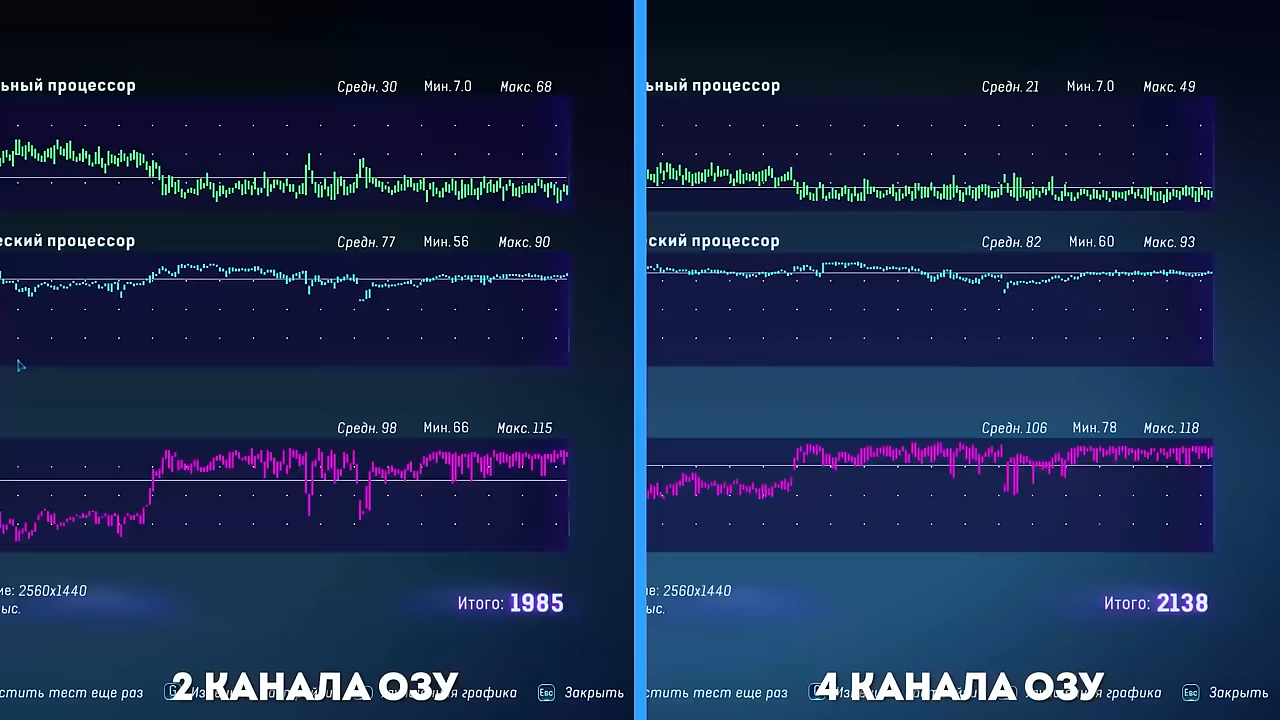 ьный процессор Средн. 30 Мин. 7.0 Макс. 68
еский процессор Средн. 77 Мин. 56 Макс. 90
Средн. 98 Мин. 66 Макс. 115
ие: 2560x1440
ыс.
Итого: 1985
2 КАНАЛА ОЗУ
стить тест еще раз графика Esc Закрыть
ьный процессор Средн. 21 Мин. 7.0 Макс. 49
ский процессор Средн. 82 Мин. 60 Макс. 93
Средн. 106 Мин. 78 Макс. 118
е: 2560x1440
ыс.
Итого: 2138
4 КАНАЛА ОЗУ
стить тест еще раз графика Esc Закрыть